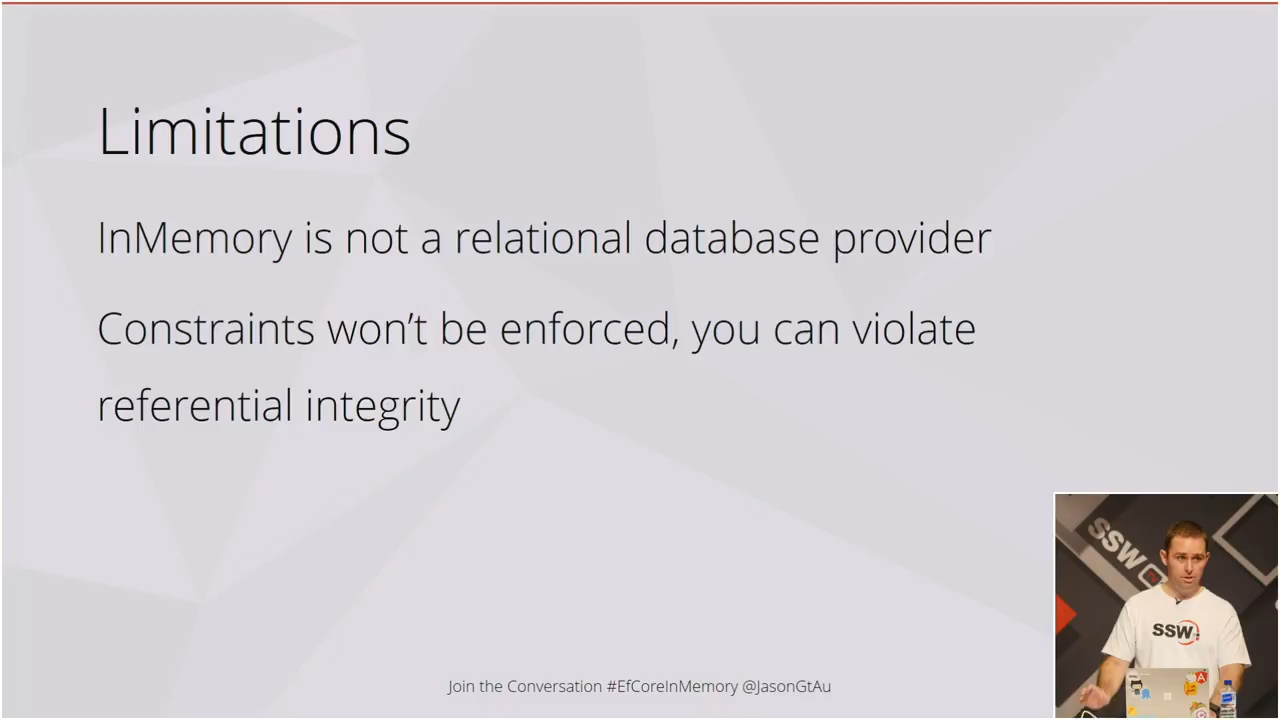 Limitations
InMemory is not a relational database provider
Constraints won’t be enforced, you can violate
referential integrity
SSW
SSW
Join the Conversation #EfCoreInMemory @JasonGtAu